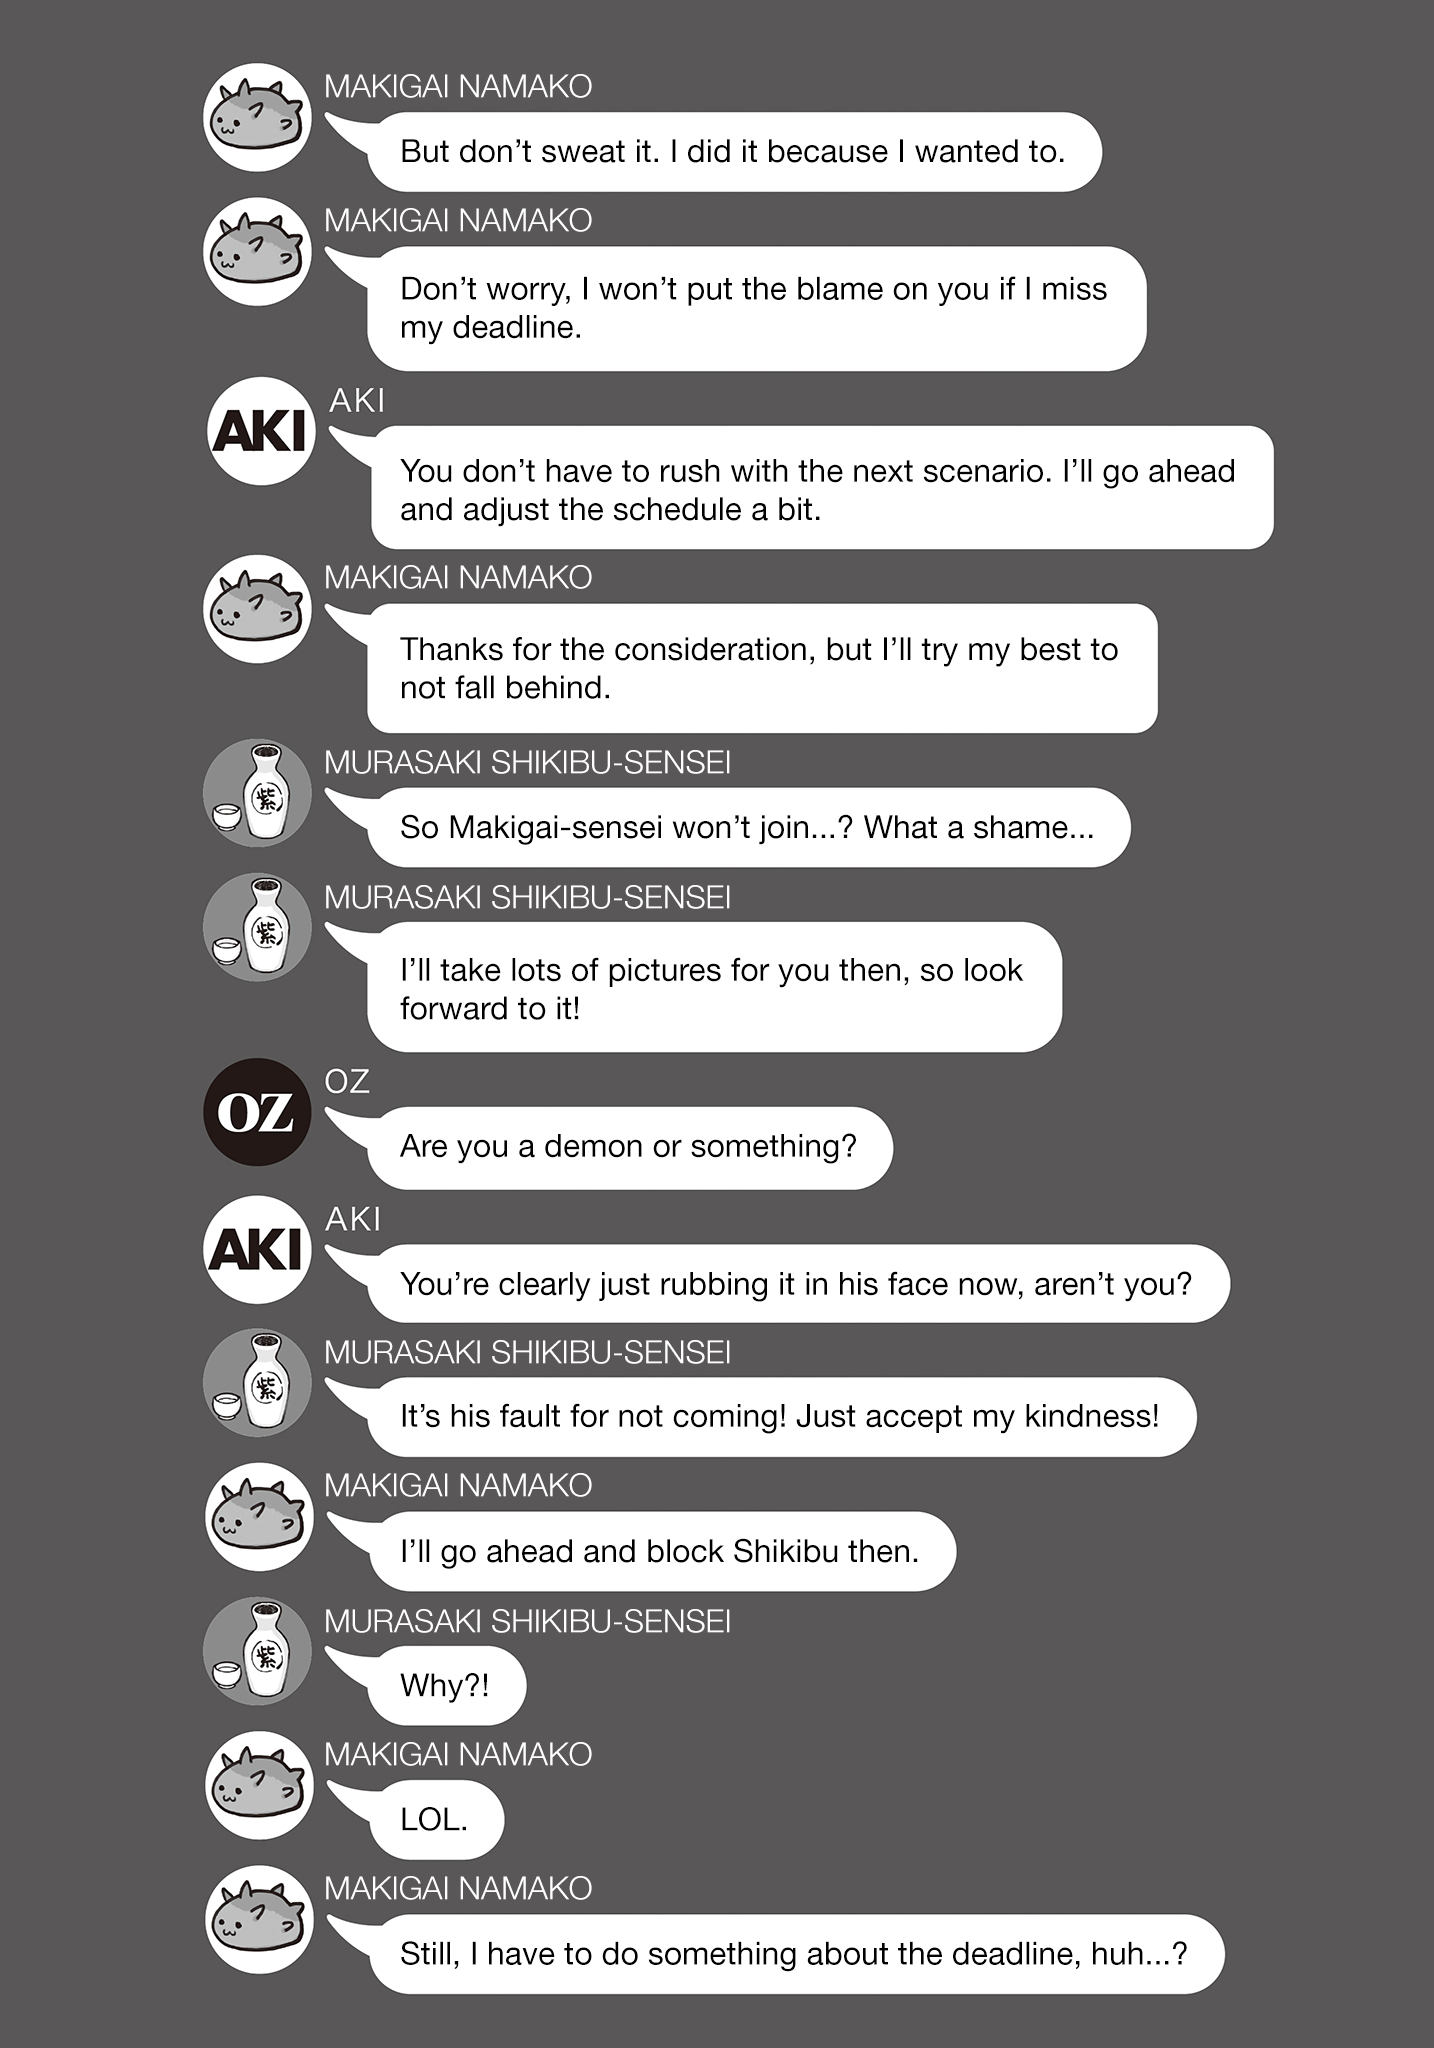 MAKIGAI NAMAKO
But don’t sweat it. I did it because I wanted to.
MAKIGAI NAMAKO
Don’t worry, I won’t put the blame on you if I miss
my deadline.
AKI
AKI
You don’t have to rush with the next scenario. I’ll go ahead
and adjust the schedule a bit.
MAKIGAI NAMAKO
Thanks for the consideration, but I’ll try my best to
not fall behind.
紫
MURASAKI SHIKIBU-SENSEI
So Makigai-sensei won’t join...? What a shame...
紫
MURASAKI SHIKIBU-SENSEI
I’ll take lots of pictures for you then, so look
forward to it!
OZ
OZ
Are you a demon or something?
AKI
AKI
You’re clearly just rubbing it in his face now, aren’t you?
紫
MURASAKI SHIKIBU-SENSEI
It’s his fault for not coming! Just accept my kindness!
MAKIGAI NAMAKO
I’ll go ahead and block Shikibu then.
紫
MURASAKI SHIKIBU-SENSEI
Why?!
MAKIGAI NAMAKO
LOL.
MAKIGAI NAMAKO
Still, I have to do something about the deadline, huh...?